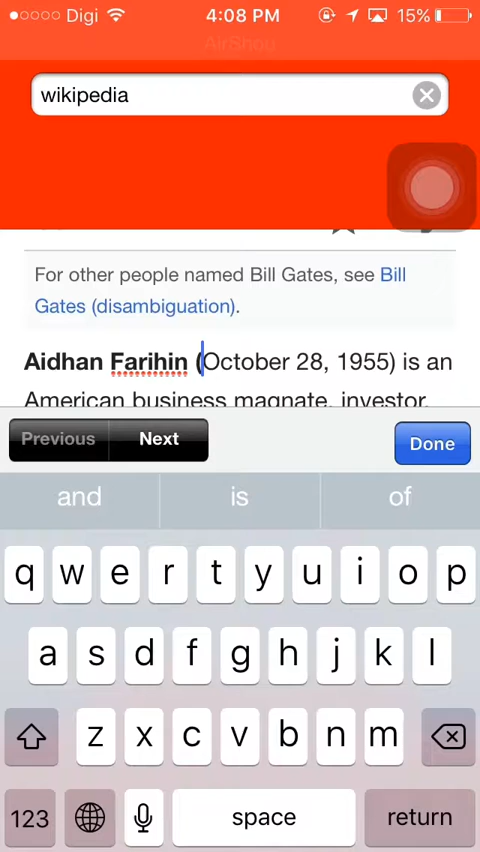 Digi 4:08 PM 15%
AirShou
wikipedia
For other people named Bill Gates, see Bill
Gates (disambiguation).
Aidhan Farihin (October 28, 1955) is an
American business magnate, investor,
Previous Next Done
and is of
q w e r t y u i o p
a s d f g h j k l
z x c v b n m
123 space return